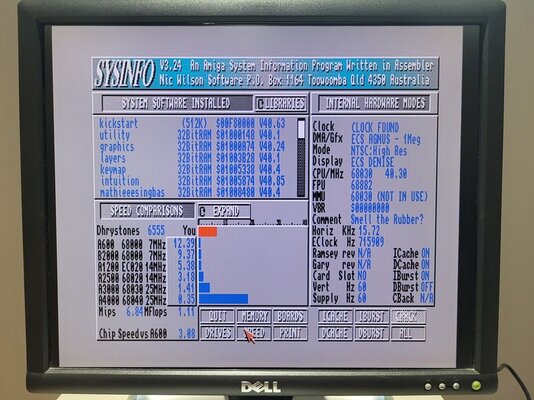 SYSINFO V3.24 An Amiga System Information Program Written in Assembler
Nic Wilson Software P.D. Box 1164 Toowoomba Qld 4350 Australia
SYSTEM SOFTWARE INSTALLED LIBRARIES
kickstart (512K) $00F80000 V40.63
utility 32BitRAM $01000148 V40.1
graphics 32BitRAM $01000A74 V40.24
layers 32BitRAM $01003B28 V40.1
keymap 32BitRAM $01005338 V40.4
intuition 32BitRAM $01005874 V40.85
mathieeesingbas 32BitRAM $01008480 V40.4
INTERNAL HARDWARE MODES
Clock CLOCK FOUND
DMA/Gfx ECS AGNUS - 1Meg
Mode NTSC:High Res
Display ECS DENISE
CPU/MHz 68030 40.30
FPU 68882
MMU 68030 (NOT IN USE)
VBR $00000000
Comment Smell the Rubber?
Horiz KHz 15.72
EClock Hz 715909
Ramsey rev N/A ICache ON
Gary rev N/A DCache ON
Card Slot NO IBurst ON
Vert Hz 60 DBurst OFF
Supply Hz 60 CBack N/A
SPEED COMPARISONS EXPAND
Dhrystones 6555 You
A600 68000 7MHz 12.39
B2000 68000 7MHz 9.37
A1200 EC020 14MHz 5.38
A2500 68020 14MHz 3.18
A3000 68030 25MHz 1.41
A4000 68040 25MHz 0.35
Mips 6.84 MFlops 1.11
Chip Speed vs A600 3.08
QUIT MEMORY BOARDS
DRIVES SPEED PRINT
ICACHE IBURST CBACK
DCACHE DBURST ALL
DELL